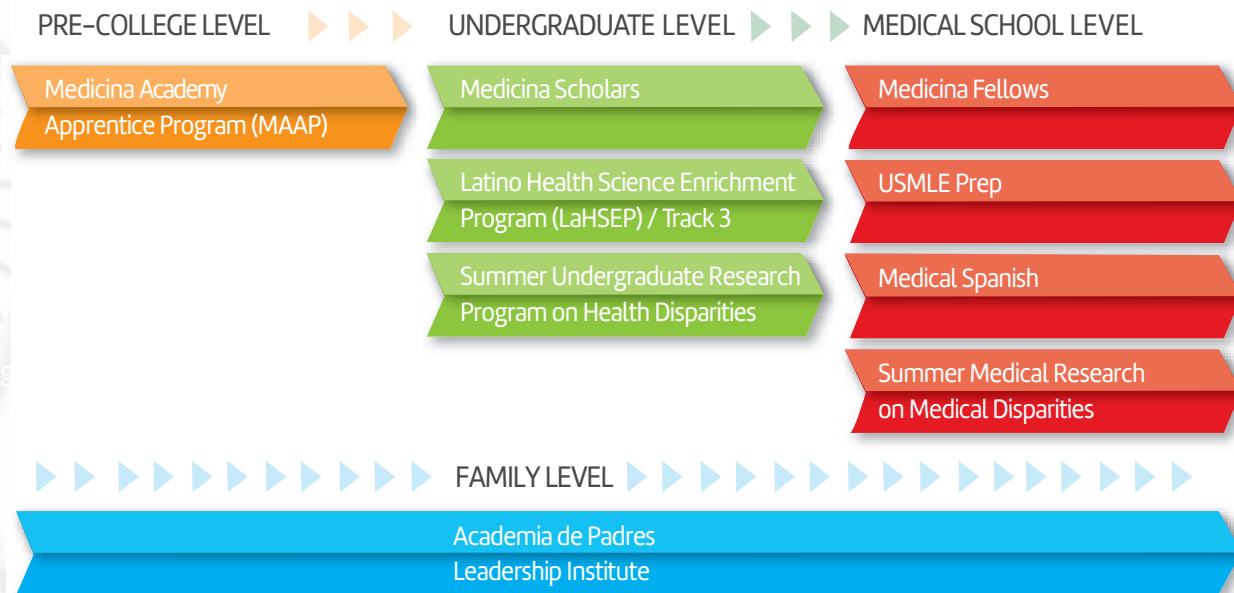 PRE-COLLEGE LEVEL
UNDERGRADUATE LEVEL
MEDICAL SCHOOL LEVEL
Medicina Academy
Apprentice Program (MAAP)
Medicina Scholars
Latino Health Science Enrichment
Program (LaHSEP) / Track 3
Summer Undergraduate Research
Program on Health Disparities
Medicina Fellows
USMLE Prep
Medical Spanish
Summer Medical Research
on Medical Disparities
FAMILY LEVEL
Academia de Padres
Leadership Institute